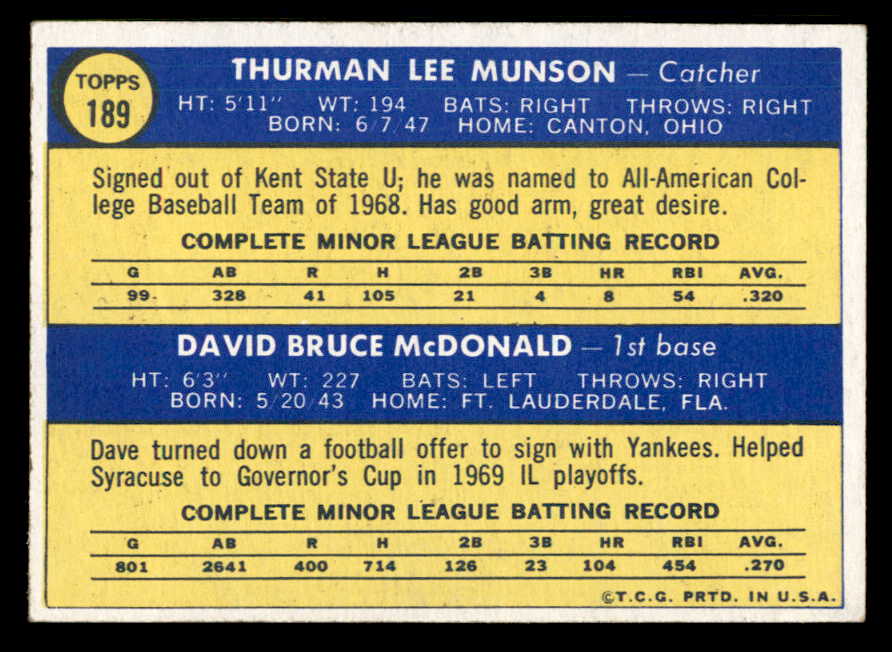 TOPPS
189
THURMAN LEE MUNSON — Catcher
HT: 5'11" WT: 194 BATS: RIGHT THROWS: RIGHT
BORN: 6/7/47 HOME: CANTON, OHIO
Signed out of Kent State U; he was named to All-American Col-
lege Baseball Team of 1968. Has good arm, great desire.
COMPLETE MINOR LEAGUE BATTING RECORD
G AB R H 2B 3B HR RBI AVG.
99 328 41 105 21 4 8 54 .320
DAVID BRUCE McDONALD — 1st base
HT: 6'3" WT: 227 BATS: LEFT THROWS: RIGHT
BORN: 5/20/43 HOME: FT. LAUDERDALE, FLA.
Dave turned down a football offer to sign with Yankees. Helped
Syracuse to Governor's Cup in 1969 IL playoffs.
COMPLETE MINOR LEAGUE BATTING RECORD
G AB R H 2B 3B HR RBI AVG.
801 2641 400 714 126 23 104 454 .270
©T.C.G. PRTD. IN U.S.A.